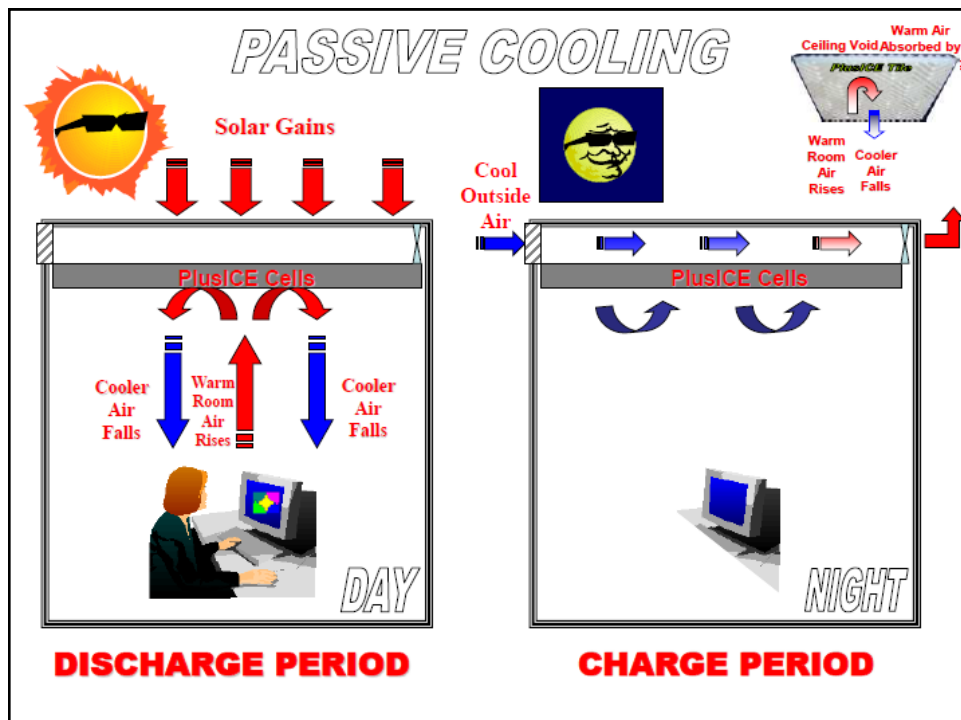 PASSIVE COOLING
Warm Air
Ceiling Void Absorbed by
PlusICE Tile
Warm
Room
Air
Rises
Cooler
Air
Falls
Solar Gains
Cool
Outside
Air
PlusICE Cells
PlusICE Cells
Cooler
Air
Falls
Warm
Room
Air
Rises
Cooler
Air
Falls
DAY
NIGHT
DISCHARGE PERIOD
CHARGE PERIOD